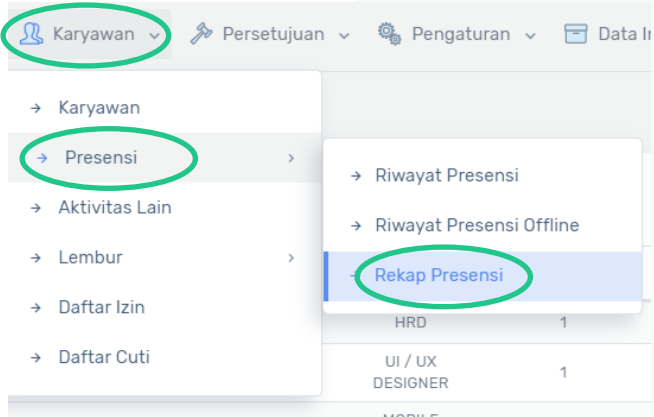 Karyawan
Persetujuan
Pengaturan
Data
Karyawan
Presensi
Aktivitas Lain
Lembur
Daftar Izin
Daftar Cuti
Riwayat Presensi
Riwayat Presensi Offline
Rekap Presensi
HRD 1
UI / UX
DESIGNER
1